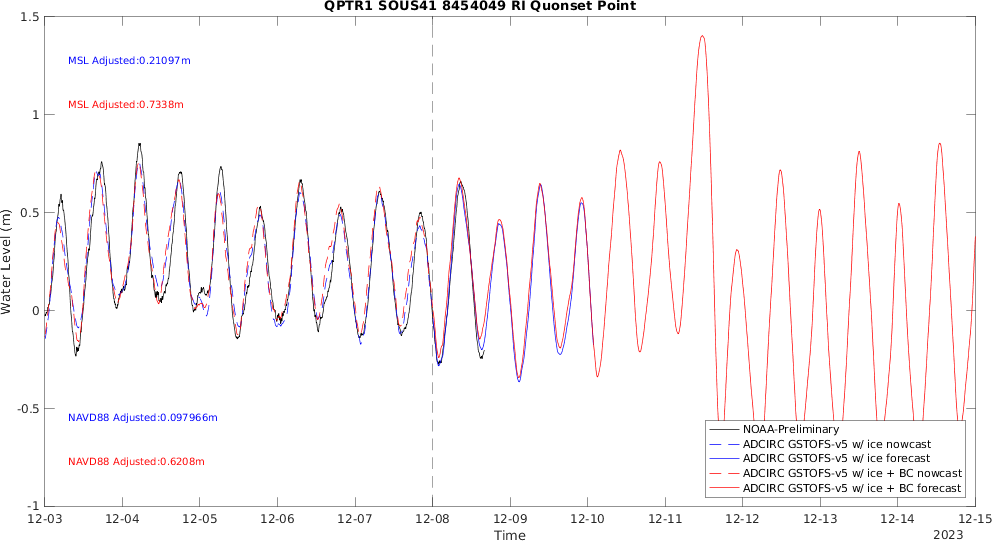 QPTR1 SOUS41 8454049 RI Quonset Point
1.5
MSL Adjusted:0.21097m
MSL Adjusted:0.7338m
1
0.5
Water Level (m)
0
-0.5
NAVD88 Adjusted:0.097966m
NAVD88 Adjusted:0.6208m
-1
NOAA-Preliminary
ADCIRC GSTOFS-v5 w/ ice nowcast
ADCIRC GSTOFS-v5 w/ ice forecast
ADCIRC GSTOFS-v5 w/ ice + BC nowcast
ADCIRC GSTOFS-v5 w/ ice + BC forecast
12-03 12-04 12-05 12-06 12-07 12-08 12-09 12-10 12-11 12-12 12-13 12-14 12-15
Time
2023